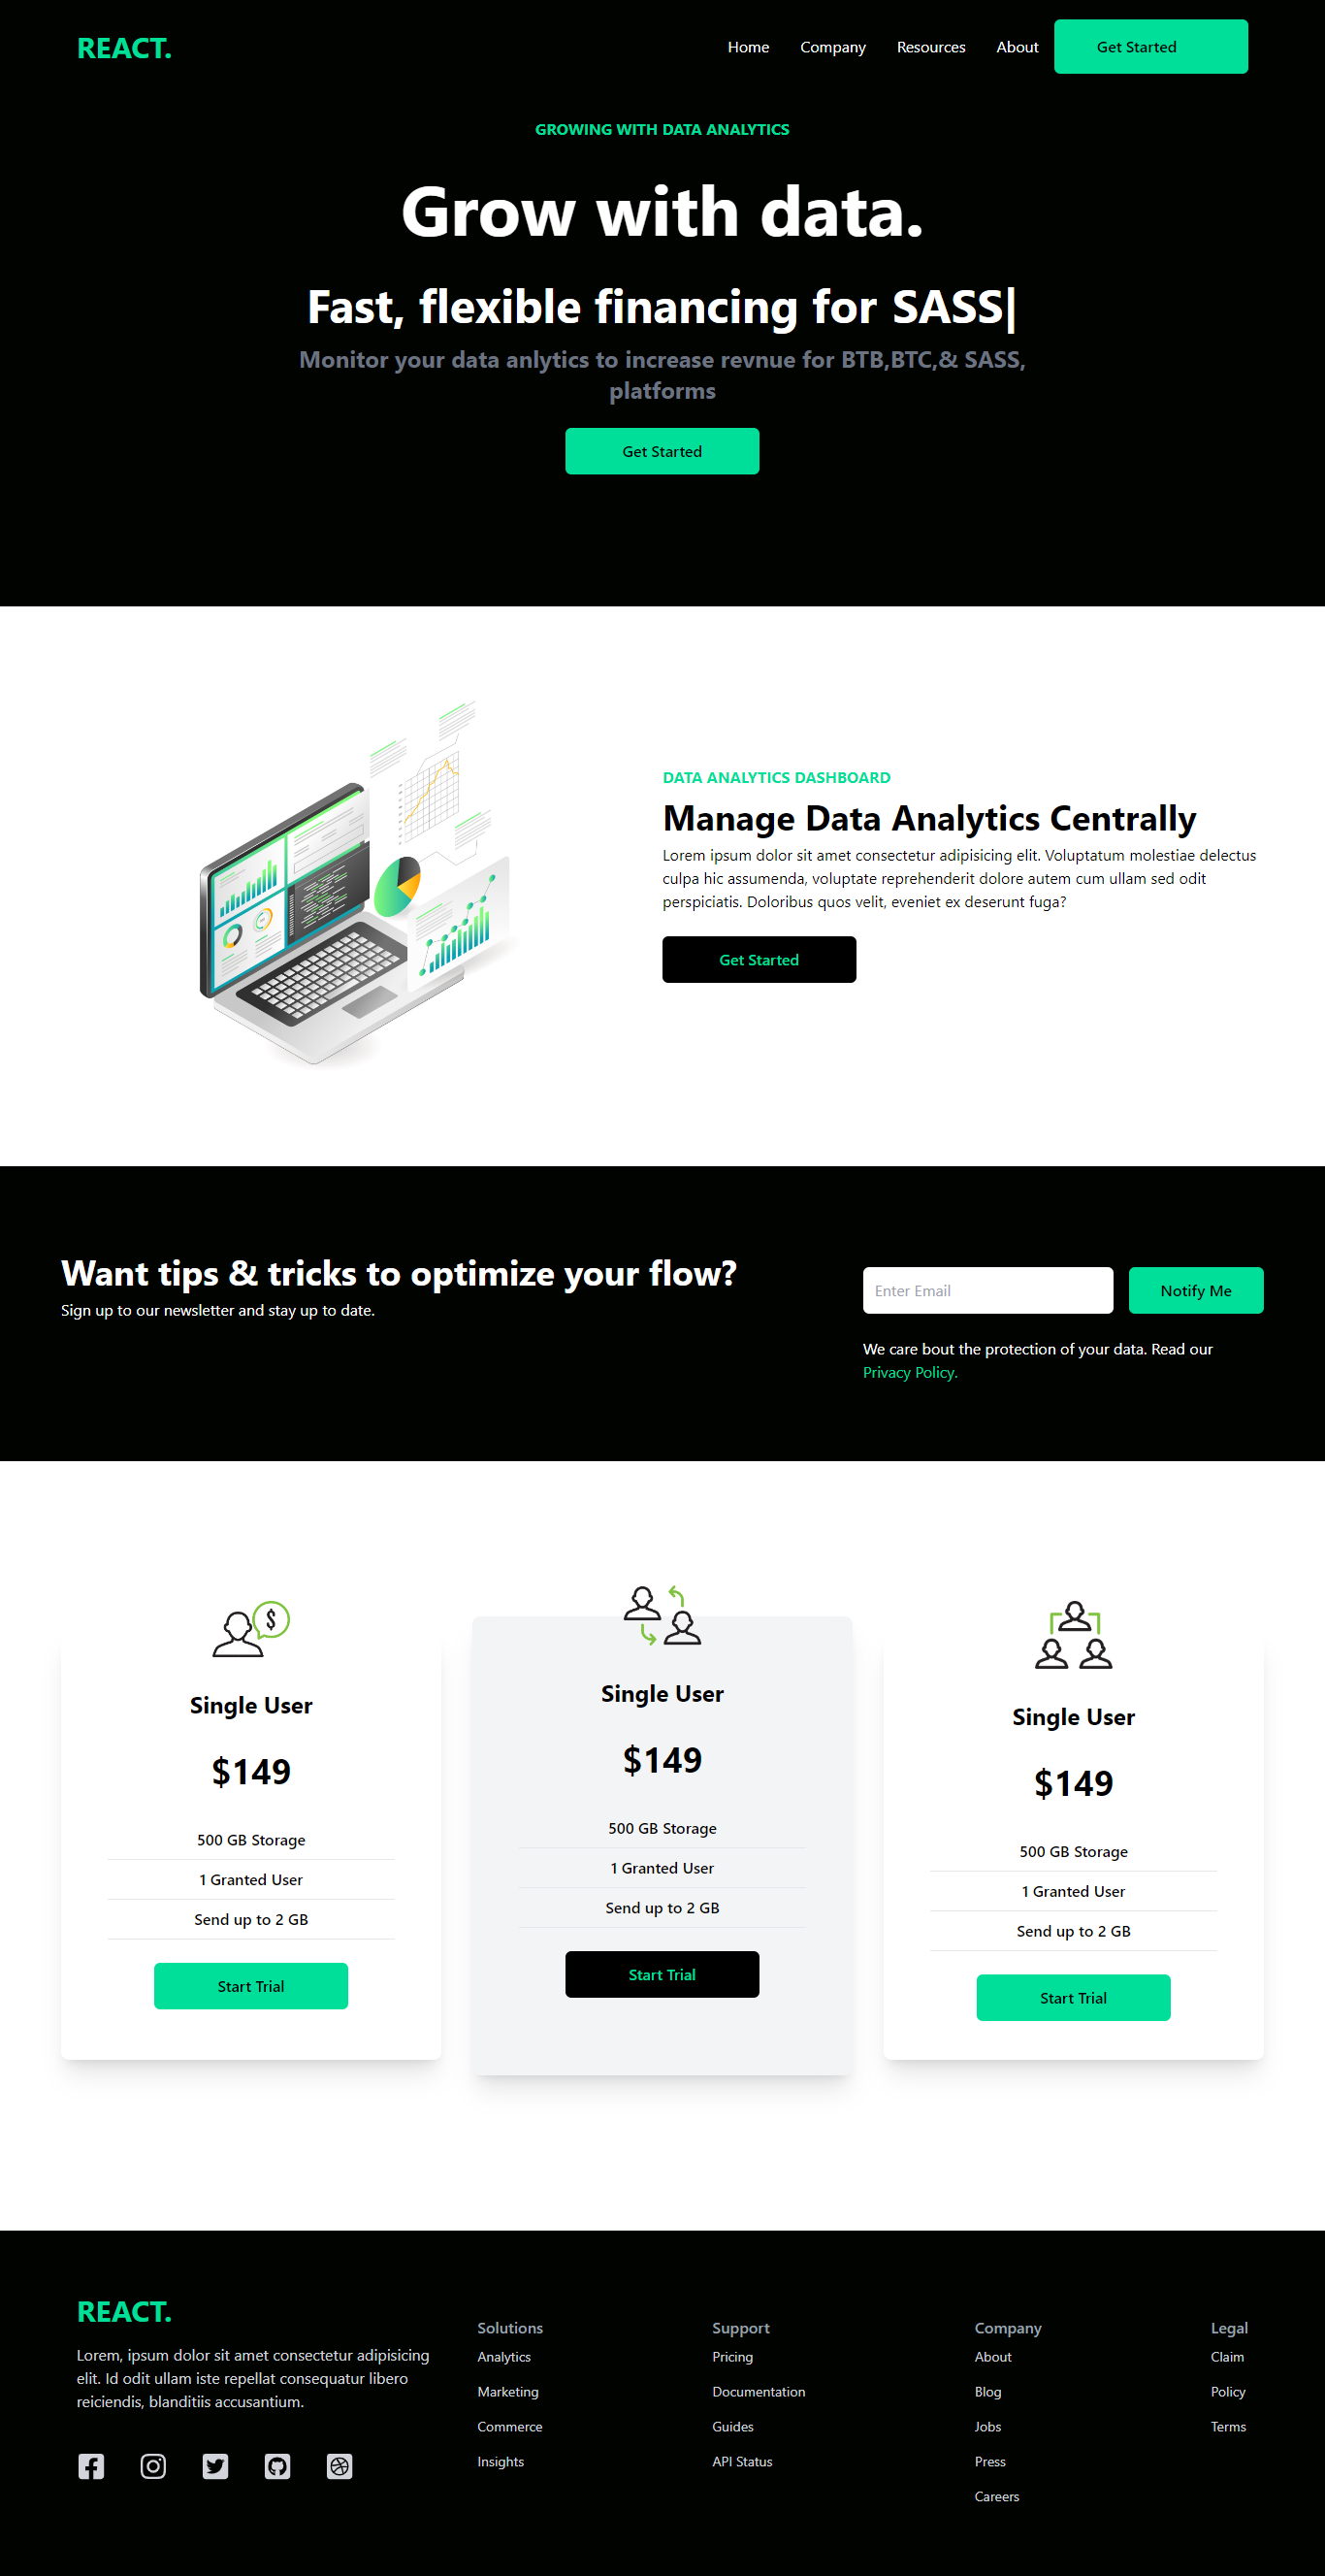 REACT.
Home Company Resources About Get Started
GROWING WITH DATA ANALYTICS
Grow with data.
Fast, flexible financing for SASS|
Monitor your data anlytics to increase revnue for BTB,BTC,& SASS,
platforms
Get Started
DATA ANALYTICS DASHBOARD
Manage Data Analytics Centrally
Lorem ipsum dolor sit amet consectetur adipisicing elit. Voluptatum molestiae delectus
culpa hic assumenda, voluptate reprehenderit dolore autem cum ullam sed odit
perspiciatis. Doloribus quos velit, eveniet ex deserunt fuga?
Get Started
Want tips & tricks to optimize your flow?
Sign up to our newsletter and stay up to date.
Enter Email
Notify Me
We care bout the protection of your data. Read our
Privacy Policy.
$
Single User
$149
500 GB Storage
1 Granted User
Send up to 2 GB
Start Trial
Single User
$149
500 GB Storage
1 Granted User
Send up to 2 GB
Start Trial
Single User
$149
500 GB Storage
1 Granted User
Send up to 2 GB
Start Trial
REACT.
Lorem, ipsum dolor sit amet consectetur adipisicing
elit. Id odit ullam iste repellat consequatur libero
reiciendis, blanditiis accusantium.
Solutions
Analytics
Marketing
Commerce
Insights
Support
Pricing
Documentation
Guides
API Status
Company
About
Blog
Jobs
Press
Careers
Legal
Claim
Policy
Terms